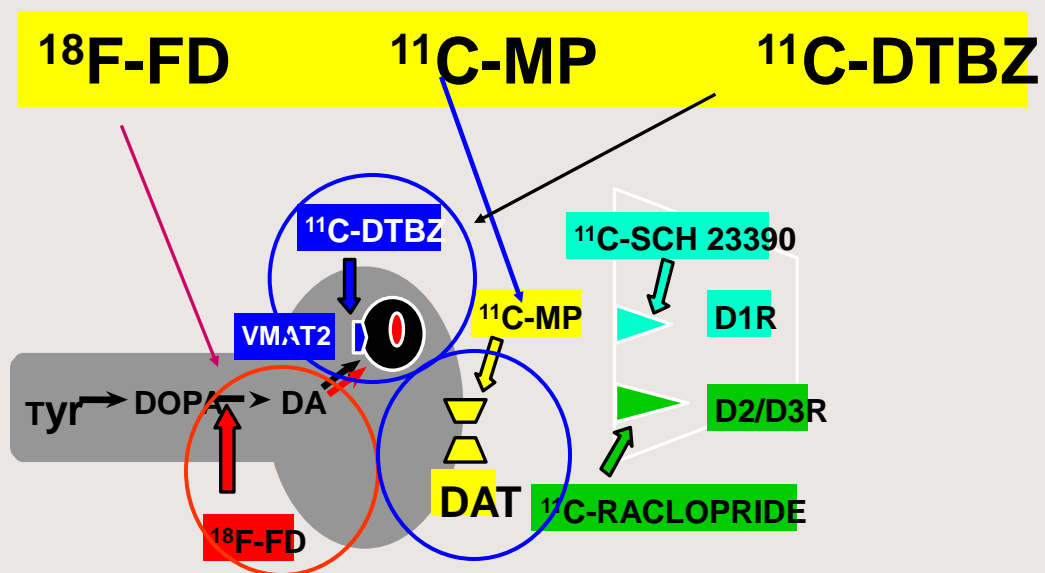 ¹⁸F-FD ¹¹C-MP ¹¹C-DTBZ
¹¹C-DTBZ
¹¹C-SCH 23390
¹¹C-MP
D1R
VMAT2
Tyr DOPA DA
D2/D3R
DAT
¹¹C-RACLOPRIDE
¹⁸F-FD